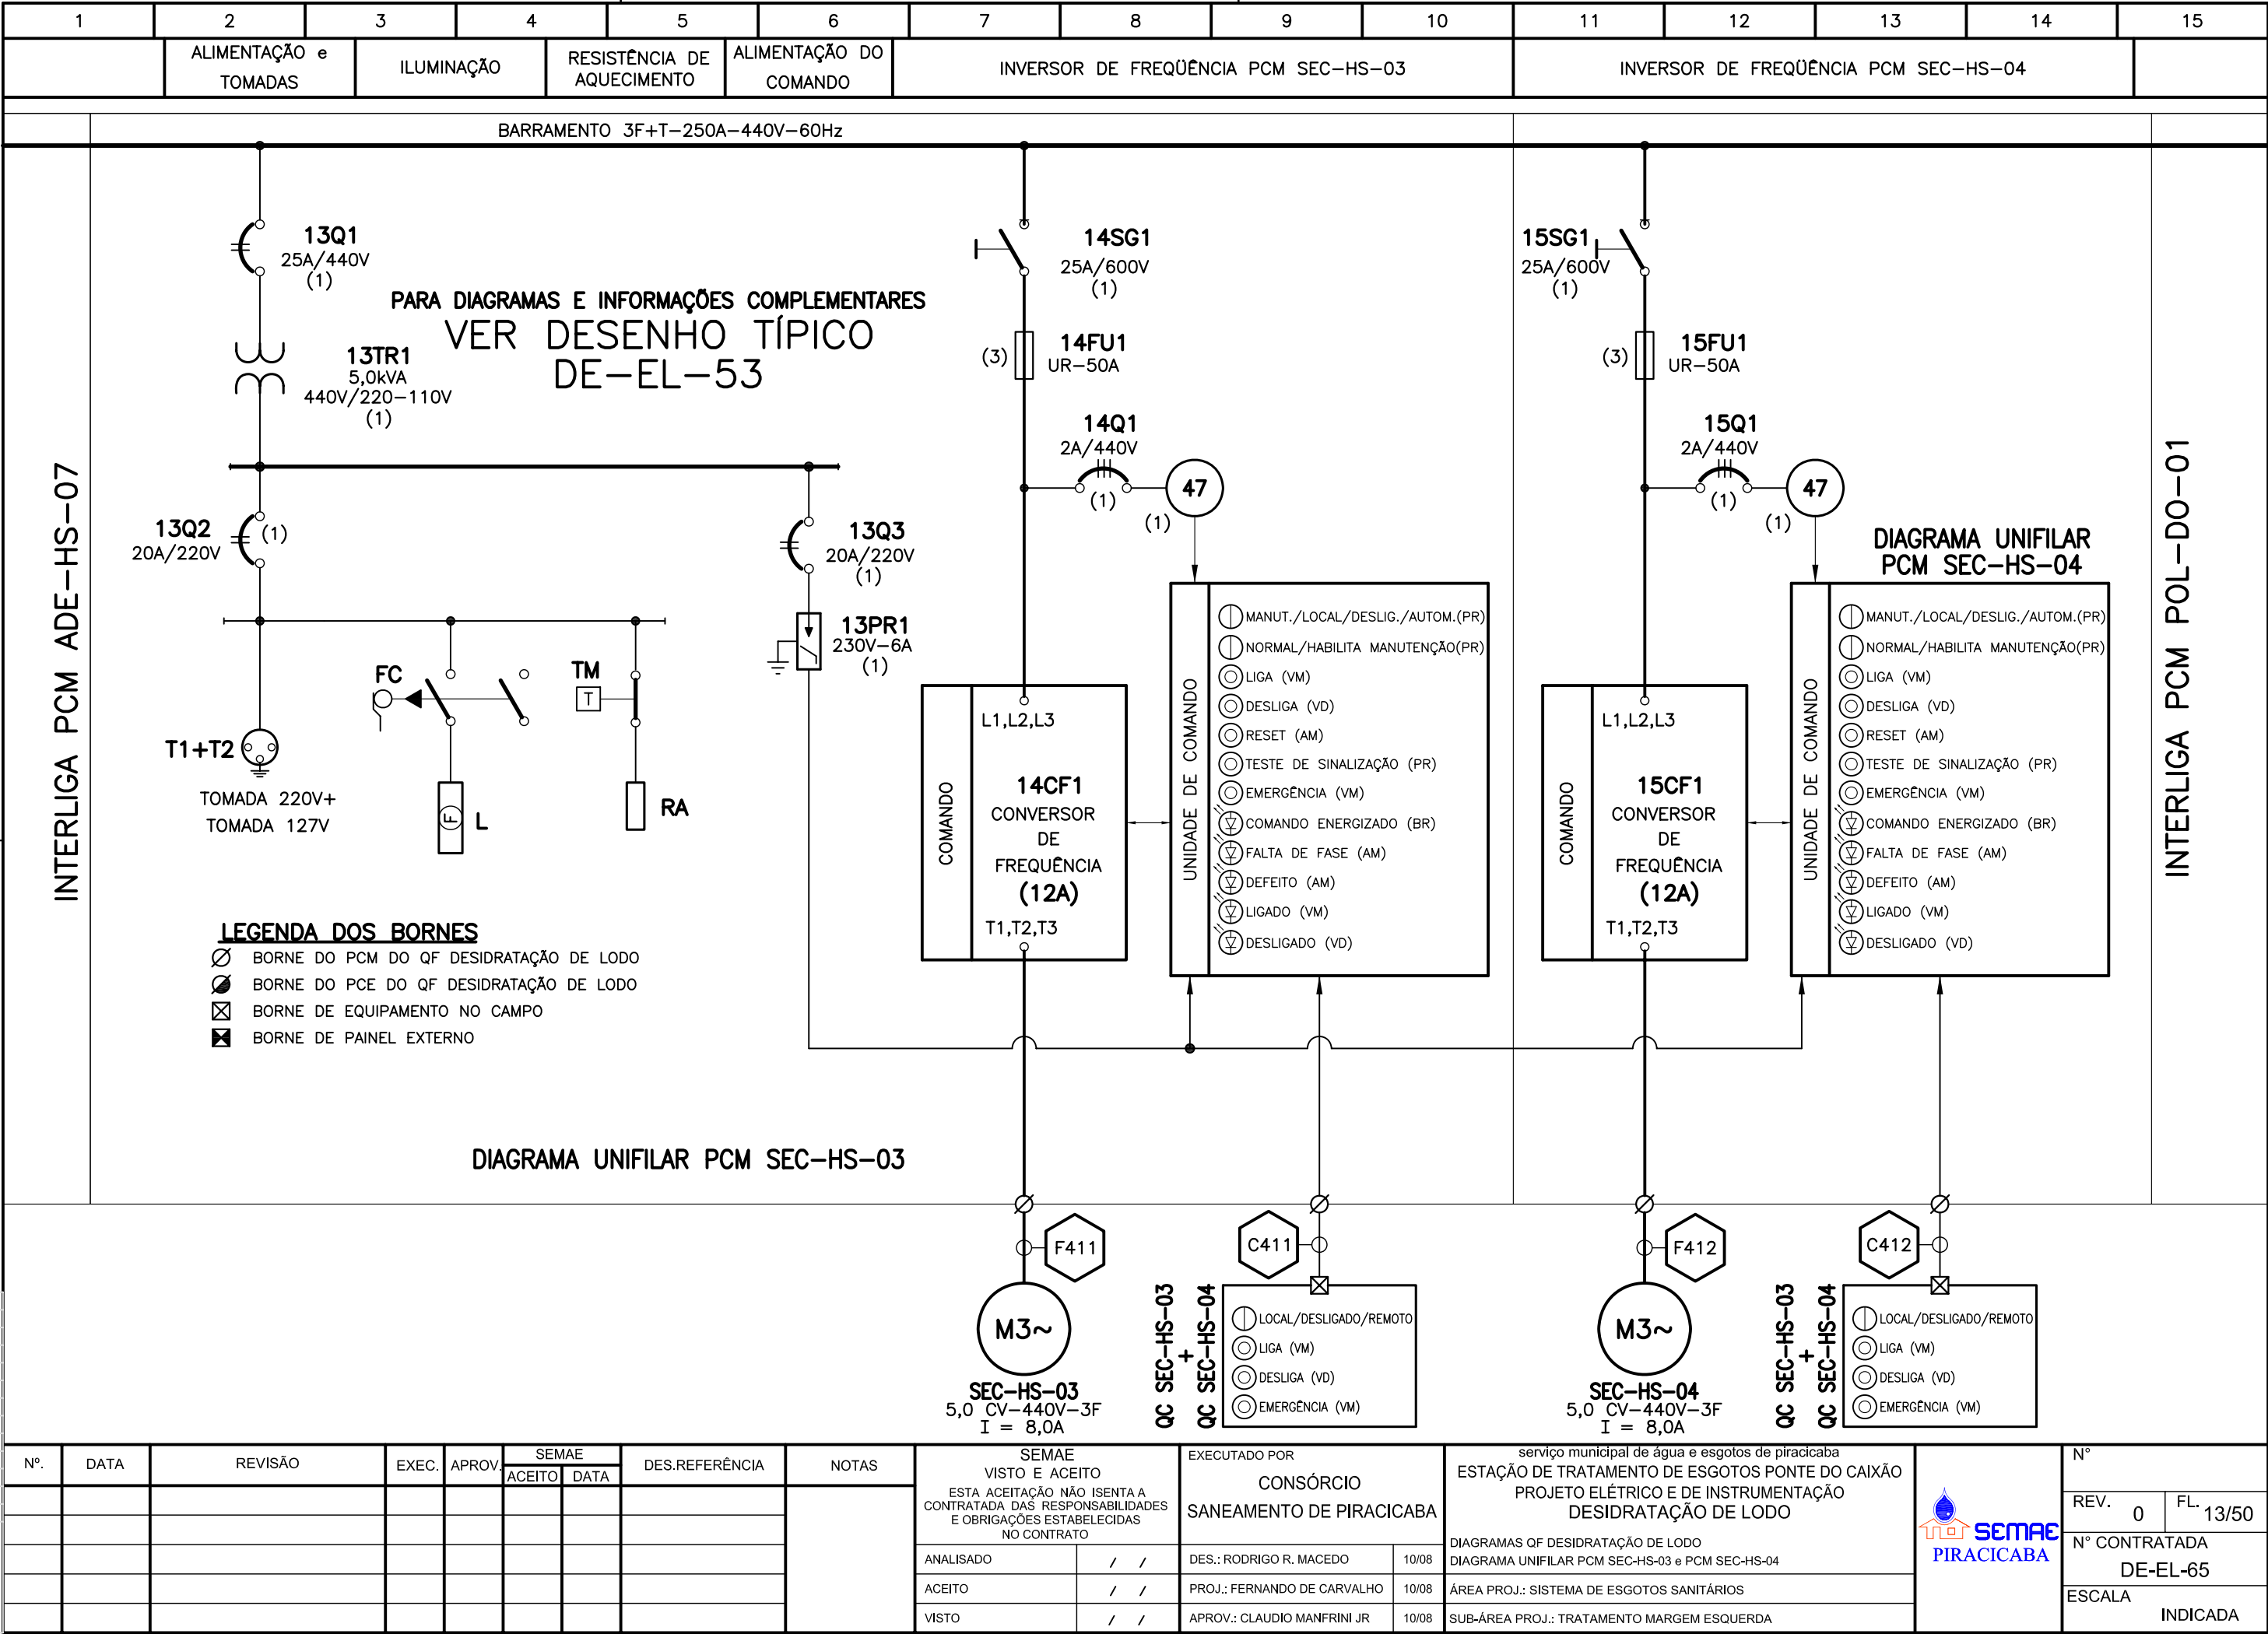 1 2 3 4 5 6 7 8 9 10 11 12 13 14 15
ALIMENTAÇÃO e
TOMADAS
ILUMINAÇÃO
RESISTÊNCIA DE
AQUECIMENTO
ALIMENTAÇÃO DO
COMANDO
INVERSOR DE FREQÜÊNCIA PCM SEC-HS-03
INVERSOR DE FREQÜÊNCIA PCM SEC-HS-04
BARRAMENTO 3F+T-250A-440V-60Hz
INTERLIGA PCM ADE-HS-07
13Q1
25A/440V
(1)
PARA DIAGRAMAS E INFORMAÇÕES COMPLEMENTARES
VER DESENHO TÍPICO
DE-EL-53
13TR1
5,0kVA
440V/220-110V
(1)
13Q2
20A/220V
(1)
13Q3
20A/220V
(1)
13PR1
230V-6A
(1)
FC
TM
T
T1+T2
TOMADA 220V+
TOMADA 127V
F
L
RA
LEGENDA DOS BORNES
BORNE DO PCM DO QF DESIDRATAÇÃO DE LODO
BORNE DO PCE DO QF DESIDRATAÇÃO DE LODO
BORNE DE EQUIPAMENTO NO CAMPO
BORNE DE PAINEL EXTERNO
DIAGRAMA UNIFILAR PCM SEC-HS-03
14SG1
25A/600V
(1)
(3)
14FU1
UR-50A
14Q1
2A/440V
(1)
47
(1)
COMANDO
L1,L2,L3
14CF1
CONVERSOR
DE
FREQUÊNCIA
(12A)
T1,T2,T3
UNIDADE DE COMANDO
MANUT./LOCAL/DESLIG./AUTOM.(PR)
NORMAL/HABILITA MANUTENÇÃO(PR)
LIGA (VM)
DESLIGA (VD)
RESET (AM)
TESTE DE SINALIZAÇÃO (PR)
EMERGÊNCIA (VM)
COMANDO ENERGIZADO (BR)
FALTA DE FASE (AM)
DEFEITO (AM)
LIGADO (VM)
DESLIGADO (VD)
F411
M3~
SEC-HS-03
5,0 CV-440V-3F
I = 8,0A
C411
QC SEC-HS-03
+
QC SEC-HS-04
LOCAL/DESLIGADO/REMOTO
LIGA (VM)
DESLIGA (VD)
EMERGÊNCIA (VM)
15SG1
25A/600V
(1)
(3)
15FU1
UR-50A
15Q1
2A/440V
(1)
47
(1)
DIAGRAMA UNIFILAR
PCM SEC-HS-04
COMANDO
L1,L2,L3
15CF1
CONVERSOR
DE
FREQUÊNCIA
(12A)
T1,T2,T3
UNIDADE DE COMANDO
MANUT./LOCAL/DESLIG./AUTOM.(PR)
NORMAL/HABILITA MANUTENÇÃO(PR)
LIGA (VM)
DESLIGA (VD)
RESET (AM)
TESTE DE SINALIZAÇÃO (PR)
EMERGÊNCIA (VM)
COMANDO ENERGIZADO (BR)
FALTA DE FASE (AM)
DEFEITO (AM)
LIGADO (VM)
DESLIGADO (VD)
F412
M3~
SEC-HS-04
5,0 CV-440V-3F
I = 8,0A
C412
QC SEC-HS-03
+
QC SEC-HS-04
LOCAL/DESLIGADO/REMOTO
LIGA (VM)
DESLIGA (VD)
EMERGÊNCIA (VM)
INTERLIGA PCM POL-DO-01
Nº. DATA REVISÃO EXEC. APROV. SEMAE ACEITO DATA DES.REFERÊNCIA NOTAS
SEMAE
VISTO E ACEITO
ESTA ACEITAÇÃO NÃO ISENTA A
CONTRATADA DAS RESPONSABILIDADES
E OBRIGAÇÕES ESTABELECIDAS
NO CONTRATO
ANALISADO / /
ACEITO / /
VISTO / /
EXECUTADO POR
CONSÓRCIO
SANEAMENTO DE PIRACICABA
DES.: RODRIGO R. MACEDO 10/08
PROJ.: FERNANDO DE CARVALHO 10/08
APROV.: CLAUDIO MANFRINI JR 10/08
serviço municipal de água e esgotos de piracicaba
ESTAÇÃO DE TRATAMENTO DE ESGOTOS PONTE DO CAIXÃO
PROJETO ELÉTRICO E DE INSTRUMENTAÇÃO
DESIDRATAÇÃO DE LODO
DIAGRAMAS QF DESIDRATAÇÃO DE LODO
DIAGRAMA UNIFILAR PCM SEC-HS-03 e PCM SEC-HS-04
ÁREA PROJ.: SISTEMA DE ESGOTOS SANITÁRIOS
SUB-ÁREA PROJ.: TRATAMENTO MARGEM ESQUERDA
SEMAE
PIRACICABA
N°
REV. 0 FL. 13/50
N° CONTRATADA
DE-EL-65
ESCALA
INDICADA